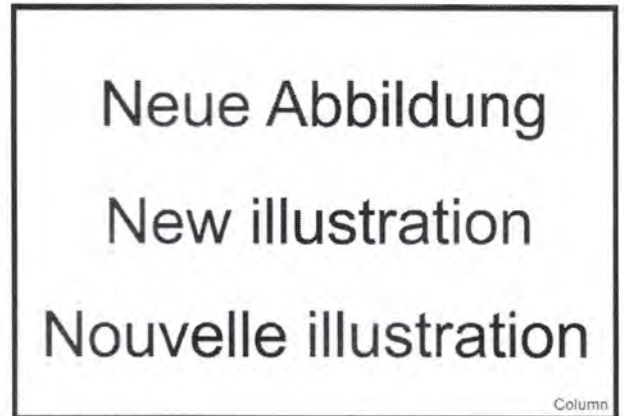 Neue Abbildung
New illustration
Nouvelle illustration
Column